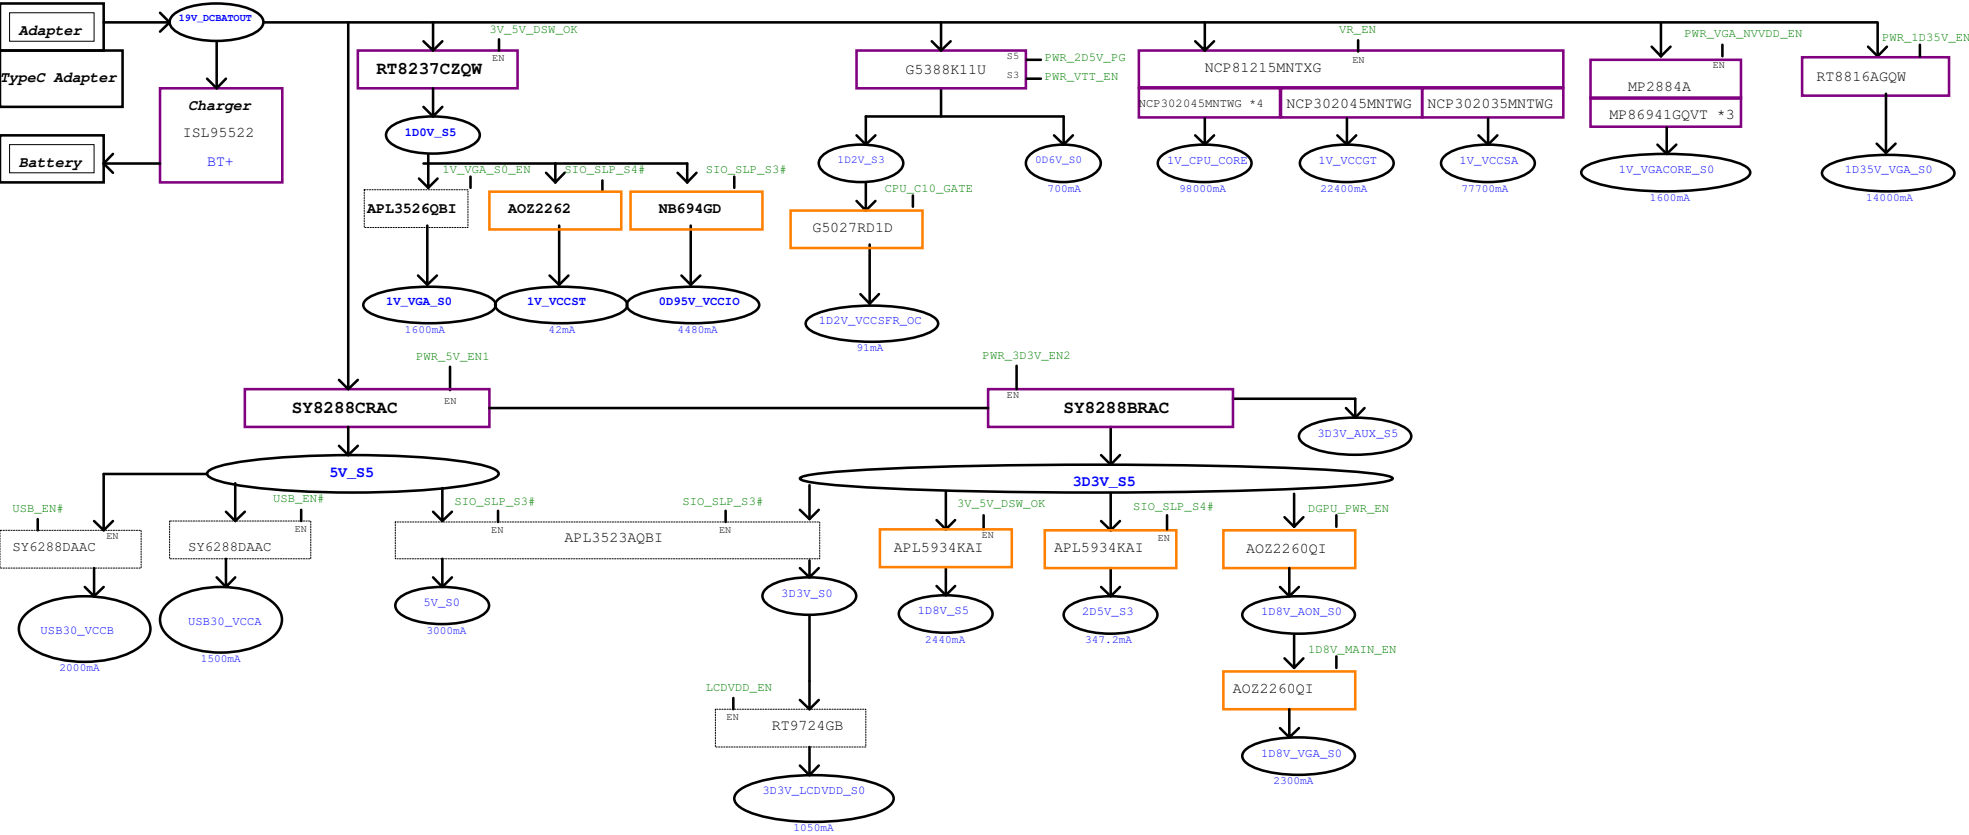 Adapter
19V_DCBATOUT
TypeC Adapter
Charger
ISL95522
BT+
Battery
3V_5V_DSW_OK
EN
RT8237CZQW
1D0V_S5
1V_VGA_S0_EN
SIO_SLP_S4#
SIO_SLP_S3#
APL3526QBI
AOZ2262
NB694GD
1V_VGA_S0
1V_VCCST
0D95V_VCCIO
1600mA
42mA
4480mA
G5388K11U
S5
PWR_2D5V_PG
S3
PWR_VTT_EN
1D2V_S3
0D6V_S0
700mA
CPU_C10_GATE
G5027RD1D
1D2V_VCCSFR_OC
91mA
VR_EN
EN
NCP81215MNTXG
NCP302045MNTWG *4
NCP302045MNTWG
NCP302035MNTWG
1V_CPU_CORE
1V_VCCGT
1V_VCCSA
98000mA
22400mA
77700mA
PWR_VGA_NVVDD_EN
EN
MP2884A
MP86941GQVT *3
1V_VGACORE_S0
1600mA
PWR_1D35V_EN
RT8816AGQW
1D35V_VGA_S0
14000mA
PWR_5V_EN1
EN
SY8288CRAC
PWR_3D3V_EN2
EN
SY8288BRAC
3D3V_AUX_S5
5V_S5
3D3V_S5
USB_EN#
EN
SY6288DAAC
USB30_VCCB
2000mA
USB_EN#
EN
SY6288DAAC
USB30_VCCA
1500mA
SIO_SLP_S3#
EN
SIO_SLP_S3#
EN
APL3523AQBI
5V_S0
3000mA
3D3V_S0
LCDVDD_EN
EN
RT9724GB
3D3V_LCDVDD_S0
1050mA
3V_5V_DSW_OK
EN
APL5934KAI
1D8V_S5
2440mA
SIO_SLP_S4#
EN
APL5934KAI
2D5V_S3
347.2mA
DGPU_PWR_EN
AOZ2260QI
1D8V_AON_S0
1D8V_MAIN_EN
AOZ2260QI
1D8V_VGA_S0
2300mA